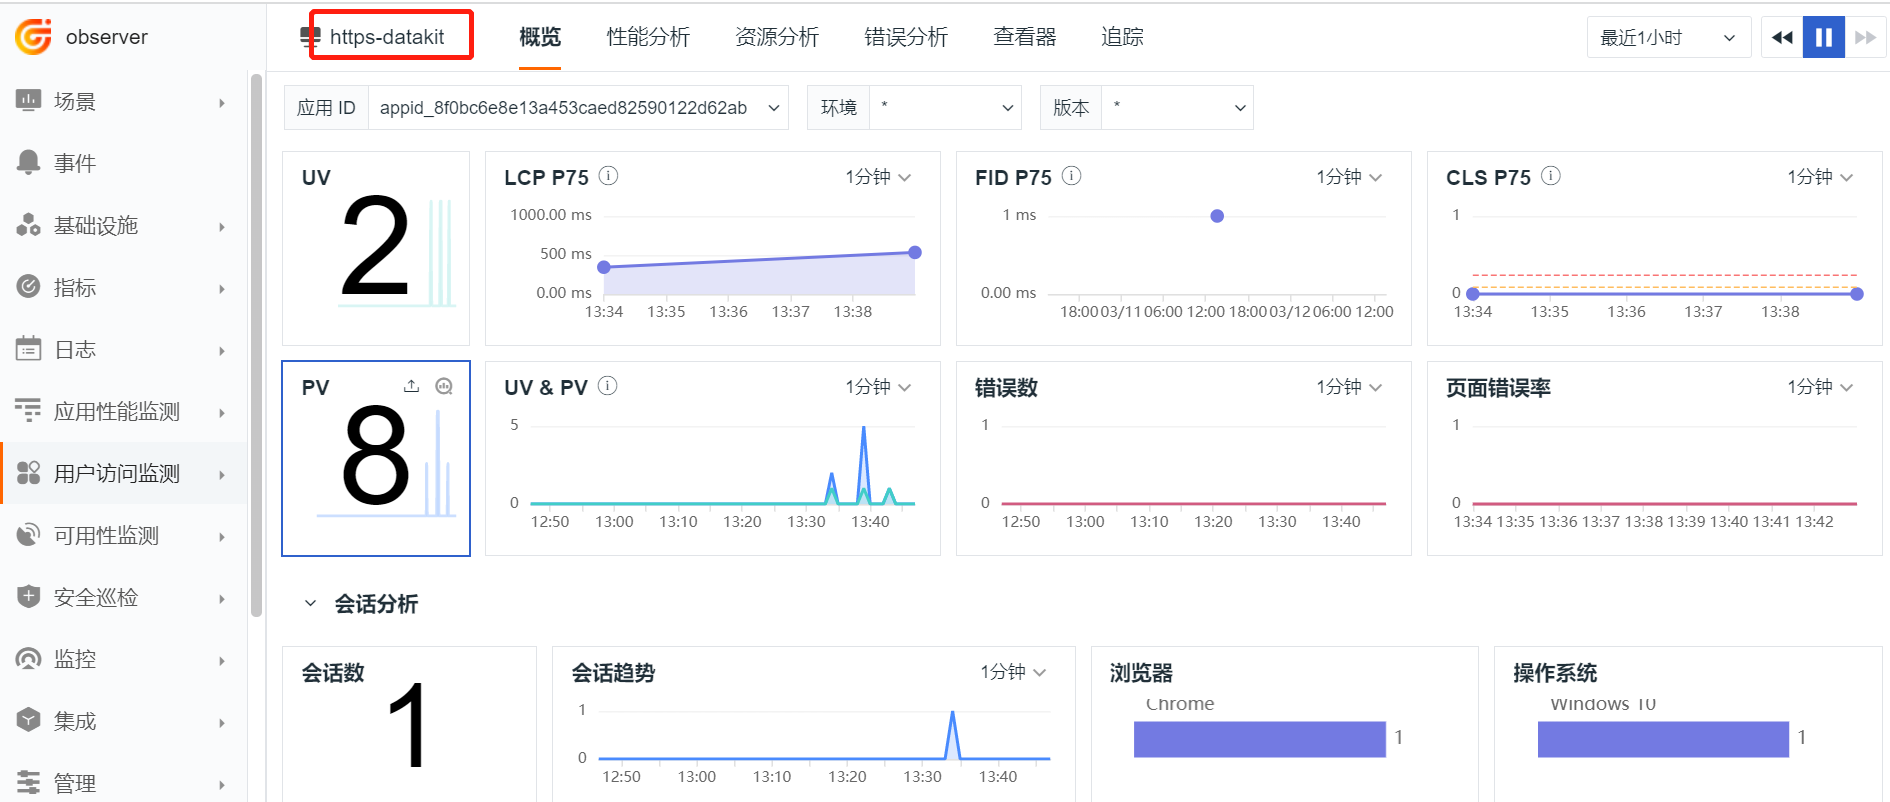 observer
https-datakit
概览 性能分析 资源分析 错误分析 查看器 追踪
最近1小时
场景
事件
基础设施
指标
日志
应用性能监测
用户访问监测
可用性监测
安全巡检
监控
集成
管理
应用 ID appid_8f0bc6e8e13a453caed82590122d62ab
环境 *
版本 *
UV
2
LCP P75 1分钟
1000.00 ms
500 ms
0.00 ms
13:34 13:35 13:36 13:37 13:38
FID P75 1分钟
1 ms
0.00 ms
18:00 03/11 06:00 12:00 18:00 03/12 06:00 12:00
CLS P75 1分钟
1
0
13:34 13:35 13:36 13:37 13:38
PV
8
UV & PV 1分钟
5
0
12:50 13:00 13:10 13:20 13:30 13:40
错误数 1分钟
1
0
12:50 13:00 13:10 13:20 13:30 13:40
页面错误率 1分钟
1
0
13:34 13:35 13:36 13:37 13:38 13:39 13:40 13:41 13:42
会话分析
会话数
1
会话趋势 1分钟
1
0
12:50 13:00 13:10 13:20 13:30 13:40
浏览器
Chrome
1
操作系统
Windows 10
1